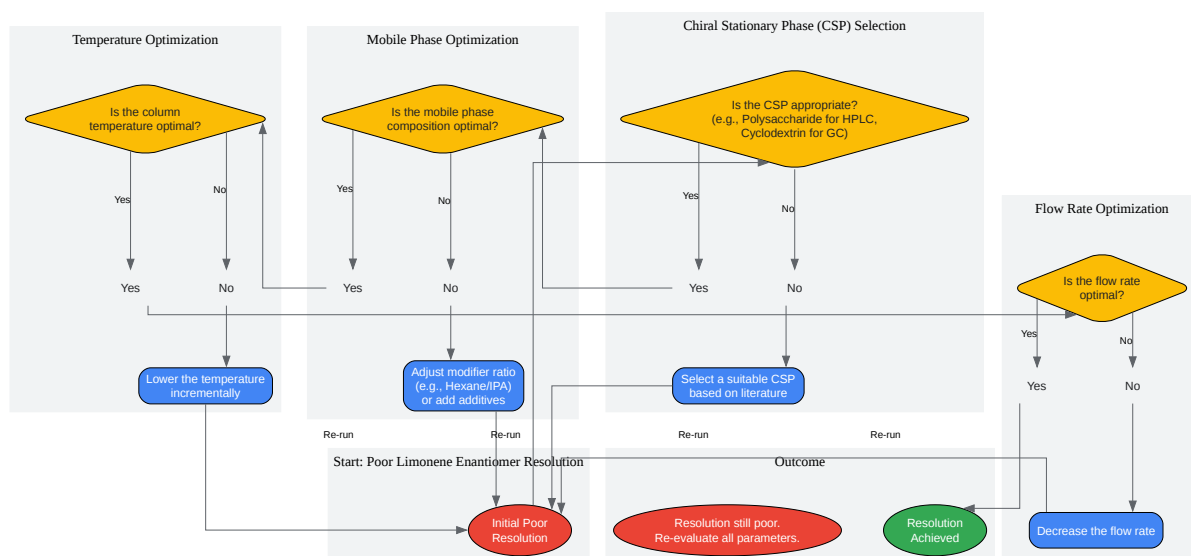 Temperature Optimization
Is the column
temperature optimal?
Yes
No
Yes
No
Lower the temperature
incrementally
Mobile Phase Optimization
Is the mobile phase
composition optimal?
Yes
No
Yes
No
Adjust modifier ratio
(e.g., Hexane/IPA)
or add additives
Chiral Stationary Phase (CSP) Selection
Is the CSP appropriate?
(e.g., Polysaccharide for HPLC,
Cyclodextrin for GC)
Yes
No
Yes
No
Select a suitable CSP
based on literature
Flow Rate Optimization
Is the flow rate
optimal?
Yes
No
Yes
No
Decrease the flow rate
Re-run
Re-run
Re-run
Re-run
Start: Poor Limonene Enantiomer Resolution
Initial Poor
Resolution
Outcome
Resolution still poor.
Re-evaluate all parameters.
Resolution
Achieved